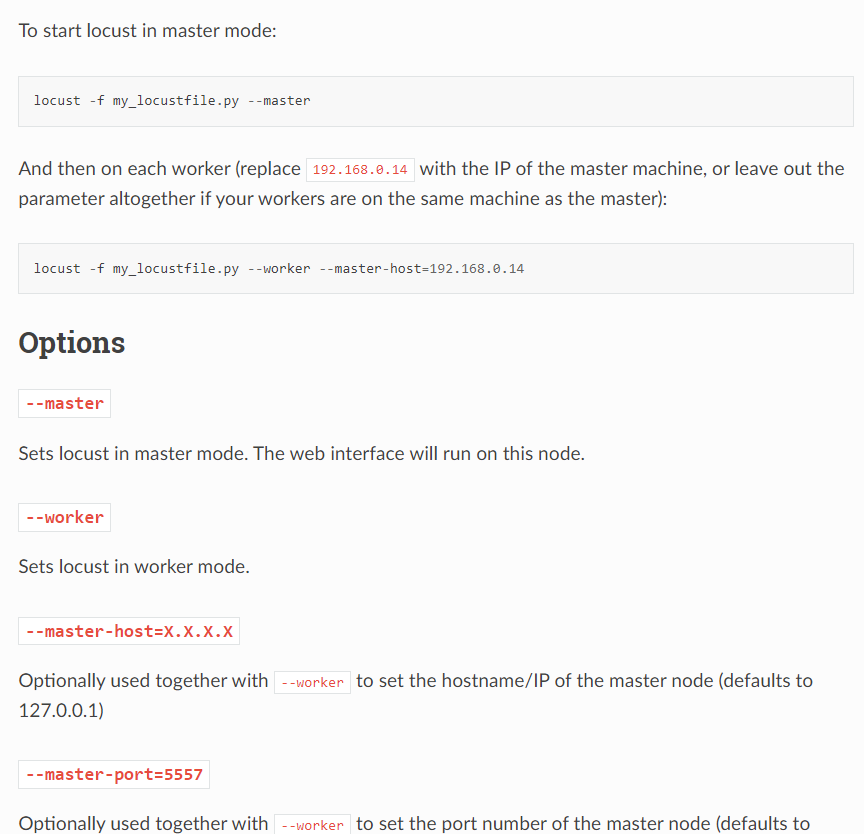 To start locust in master mode:
locust -f my_locustfile.py --master
And then on each worker (replace 192.168.0.14 with the IP of the master machine, or leave out the
parameter altogether if your workers are on the same machine as the master):
locust -f my_locustfile.py --worker --master-host=192.168.0.14
Options
--master
Sets locust in master mode. The web interface will run on this node.
--worker
Sets locust in worker mode.
--master-host=X.X.X.X
Optionally used together with --worker to set the hostname/IP of the master node (defaults to
127.0.0.1)
--master-port=5557
Optionally used together with --worker to set the port number of the master node (defaults to